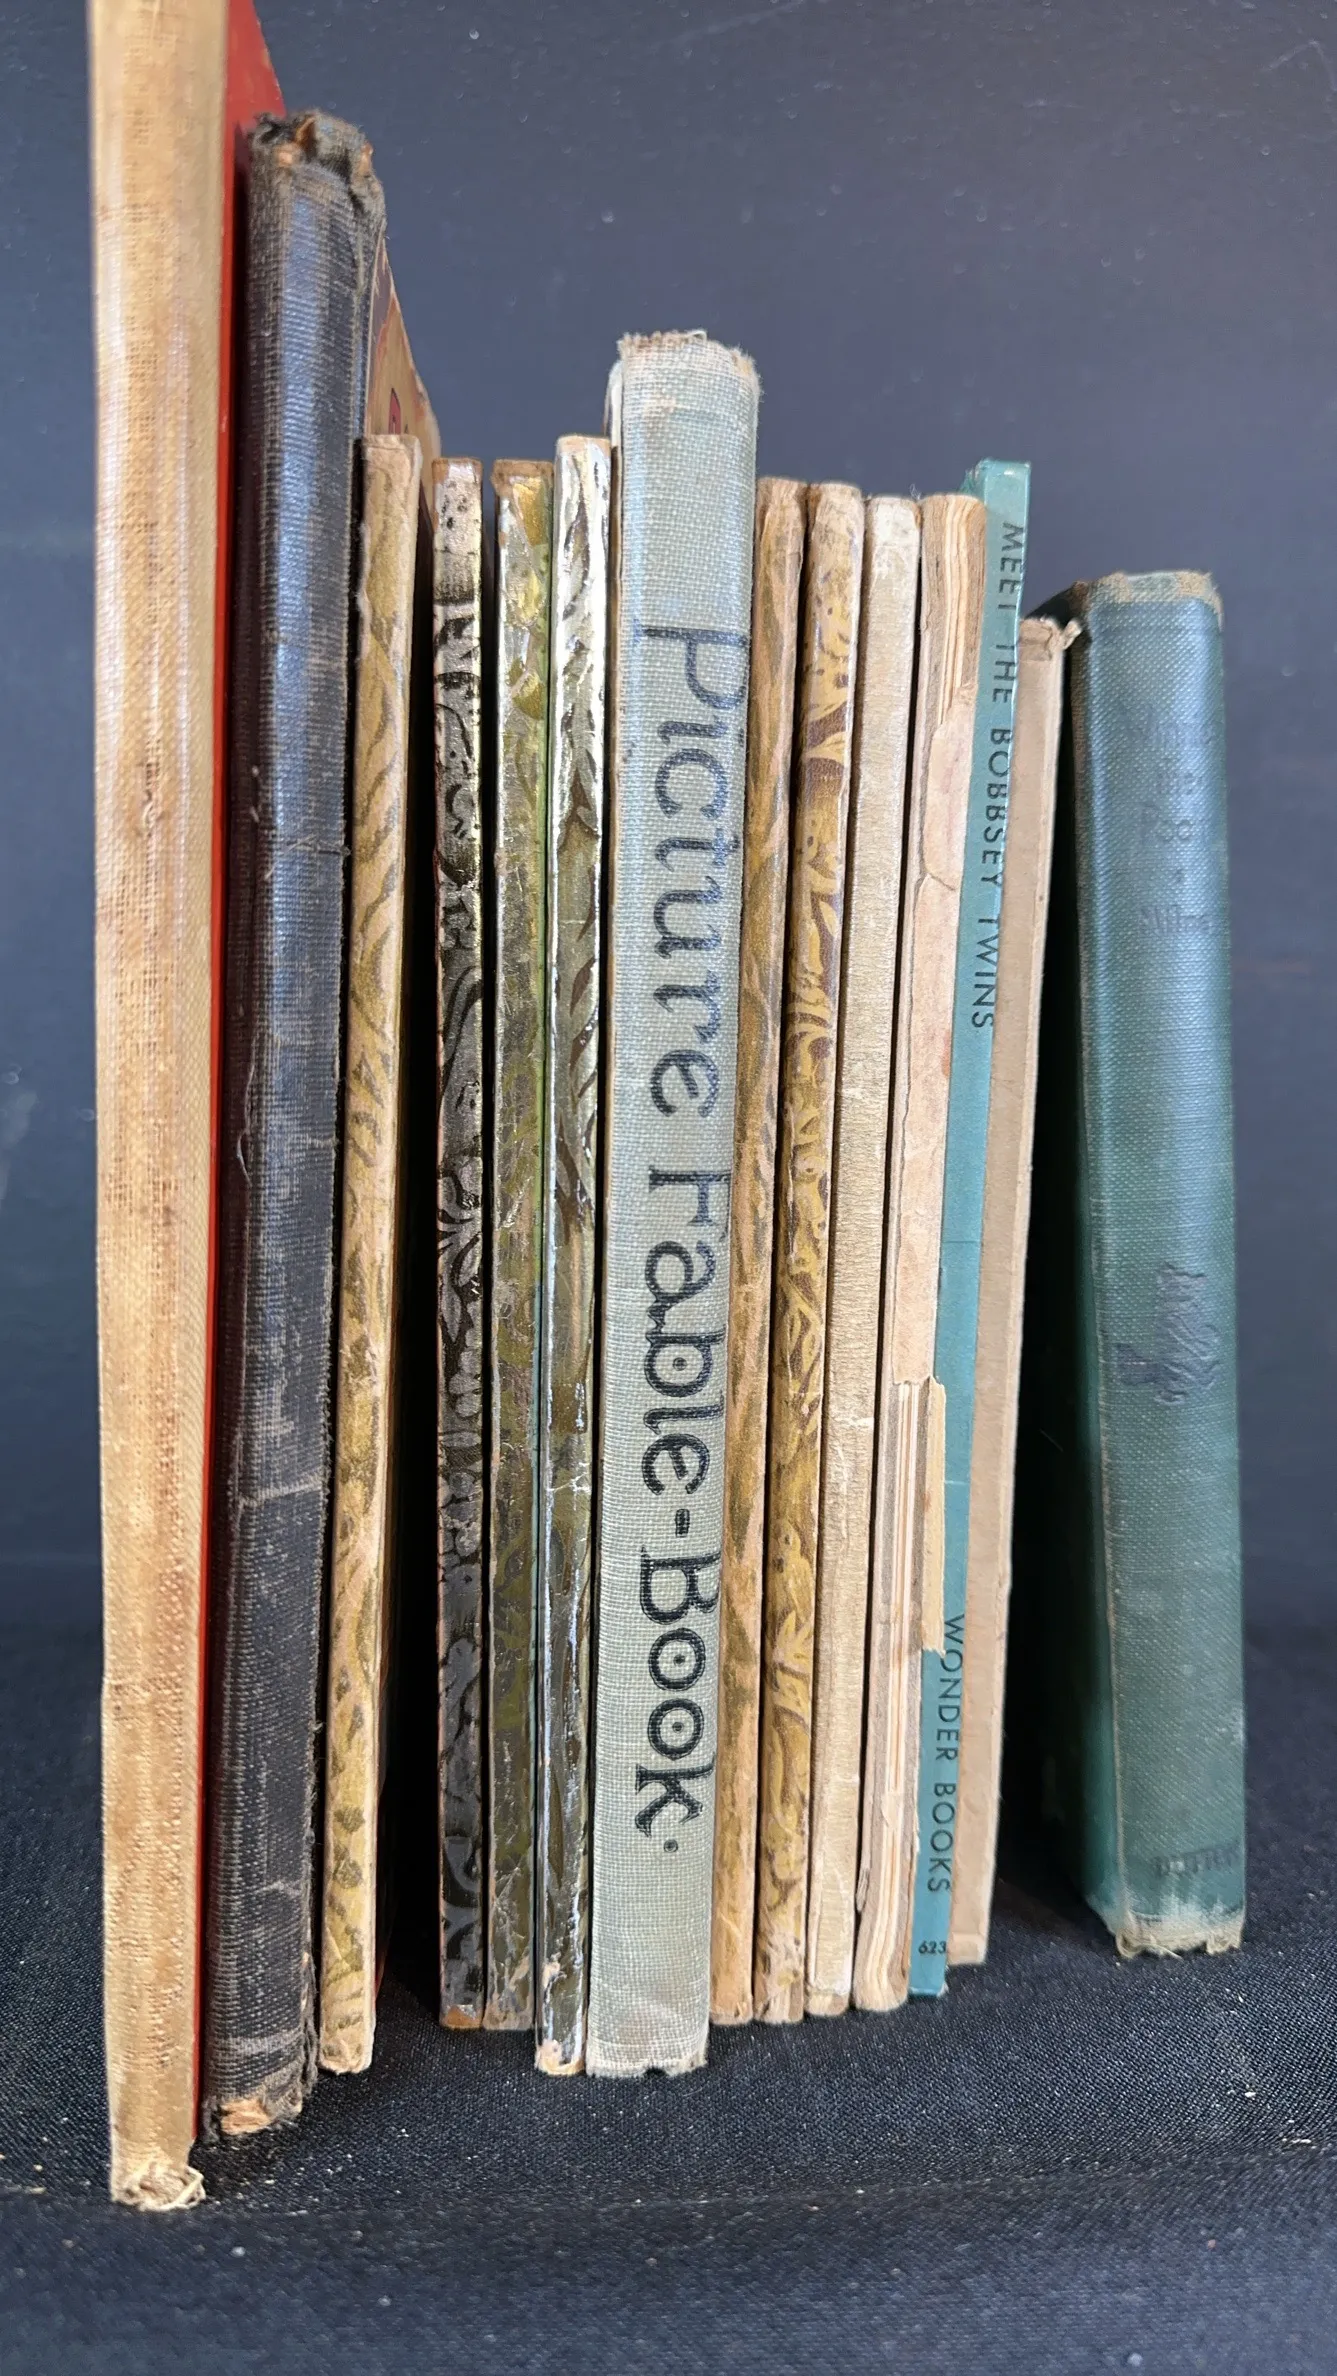 Picture Fable-Book.
MEET THE BOBBSEY TWINS
WONDER BOOKS
623